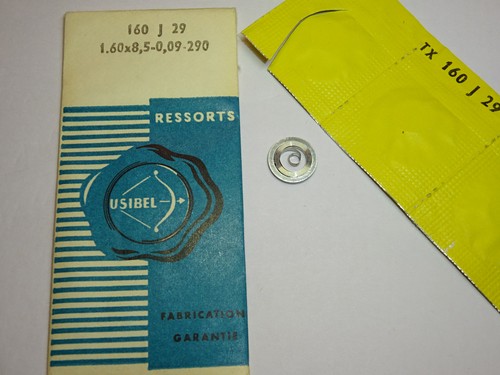 160 J 29
1.60x8,5-0,09-290
RESSORTS
USIBEL
FABRICATION
GARANTIE
TX 160 J 29